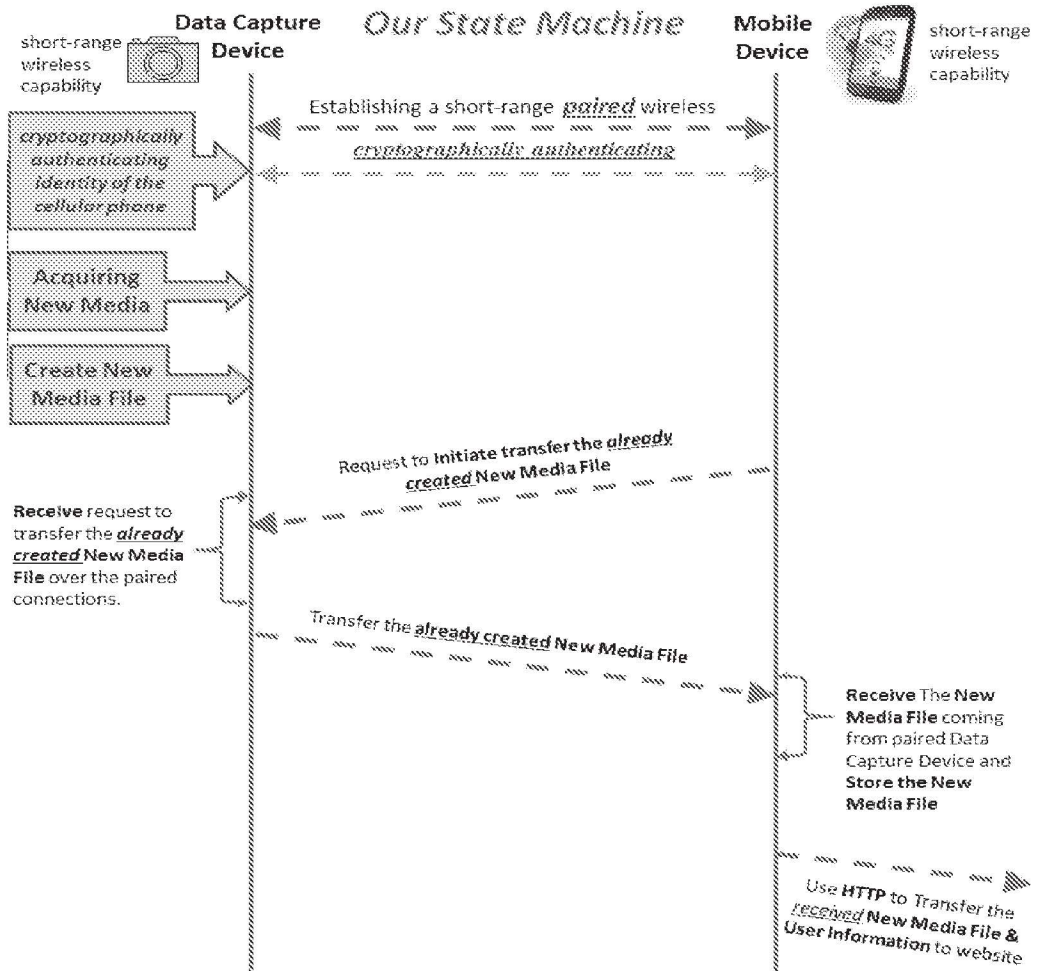 Our State Machine
short-range
wireless
capability
Data Capture
Device
Mobile
Device
short-range
wireless
capability
Establishing a short-range paired wireless
cryptographically authenticating
cryptographically
authenticating
identity of the
cellular phone
Acquiring
New Media
Create New
Media File
Request to Initiate transfer the already
created New Media File
Receive request to
transfer the already
created New Media
File over the paired
connections.
Transfer the already created New Media File
Receive The New
Media File coming
from paired Data
Capture Device and
Store the New
Media File
Use HTTP to Transfer the
received New Media File &
User Information to website